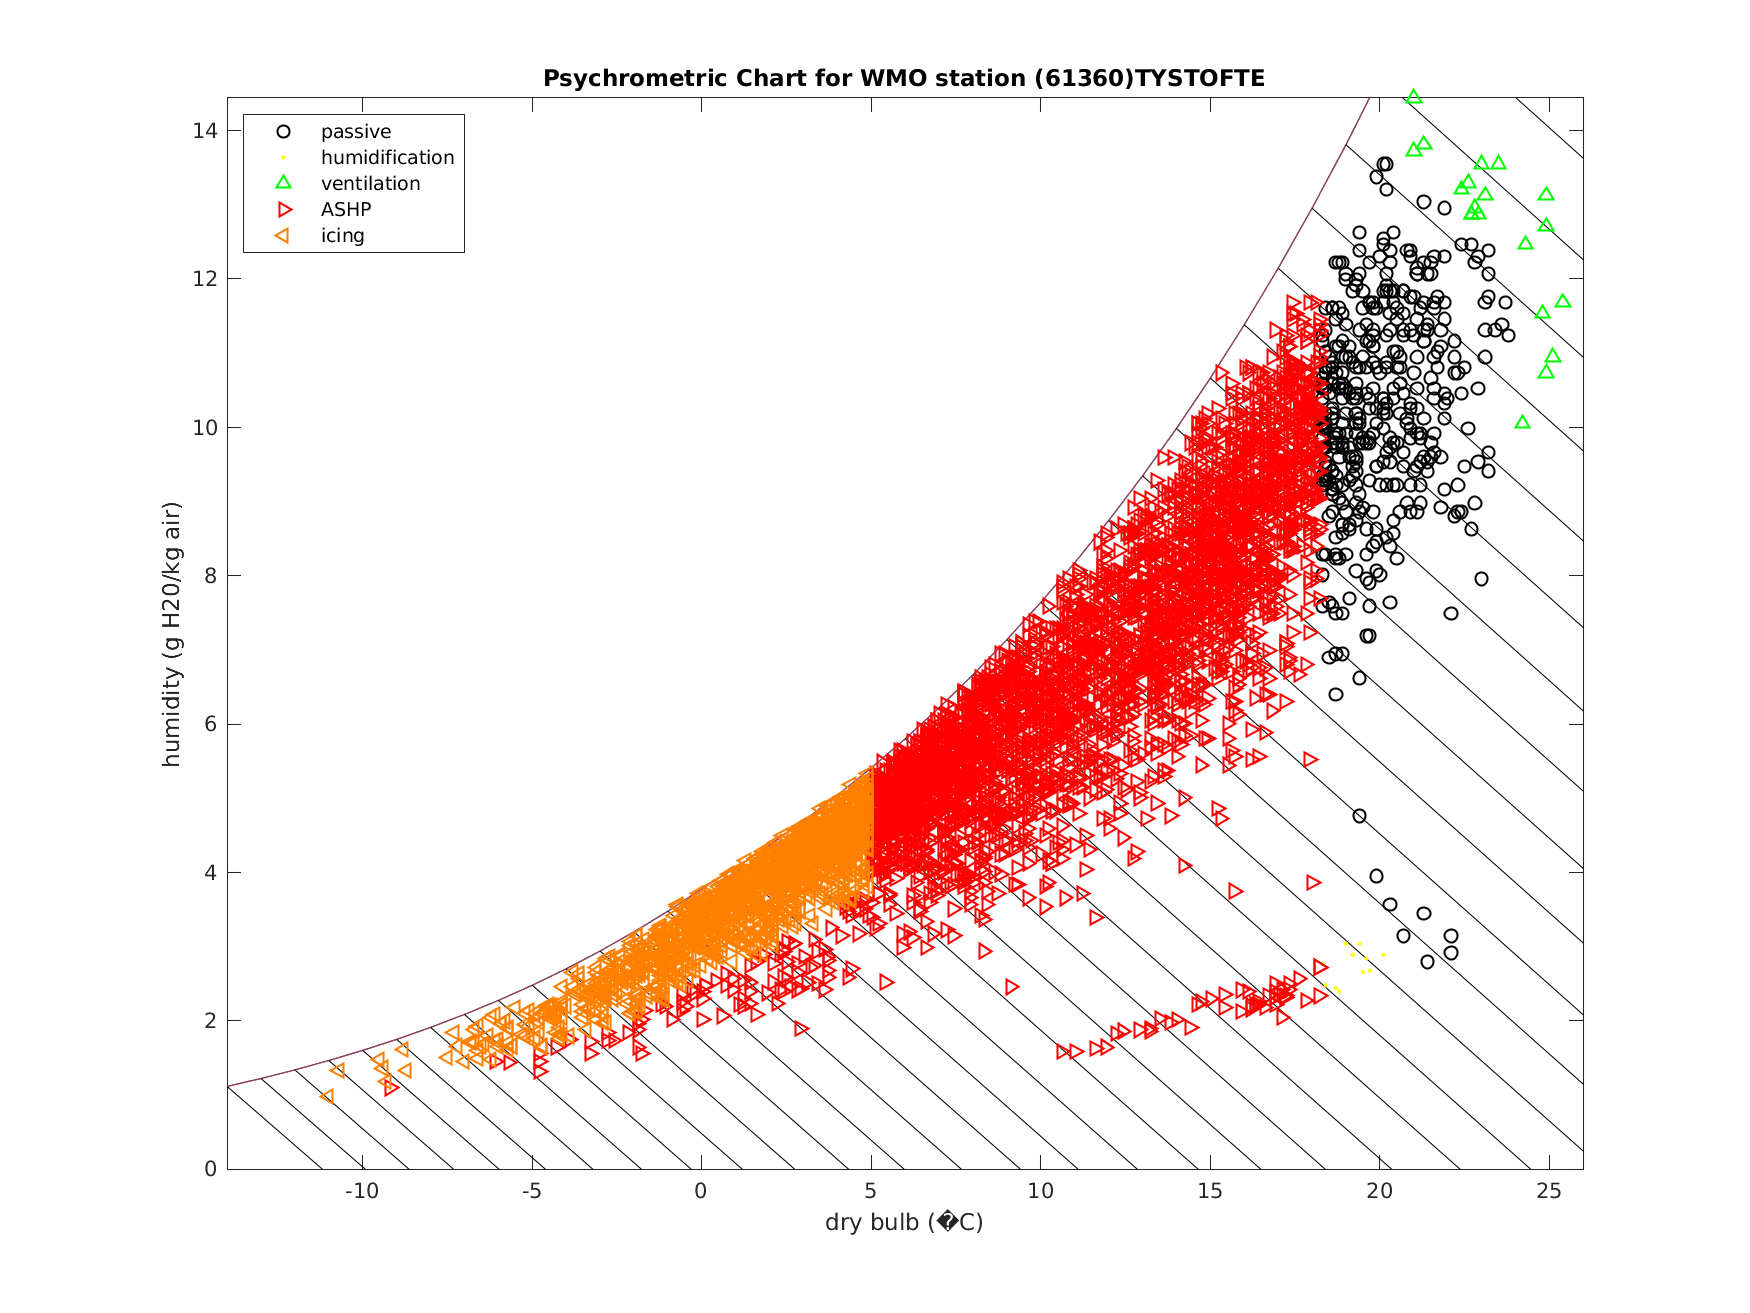 Psychrometric Chart for WMO station (61360)TYSTOFTE
passive
humidification
ventilation
ASHP
icing
14
12
10
8
6
4
2
0
humidity (g H20/kg air)
-10 -5 0 5 10 15 20 25
dry bulb (�C)